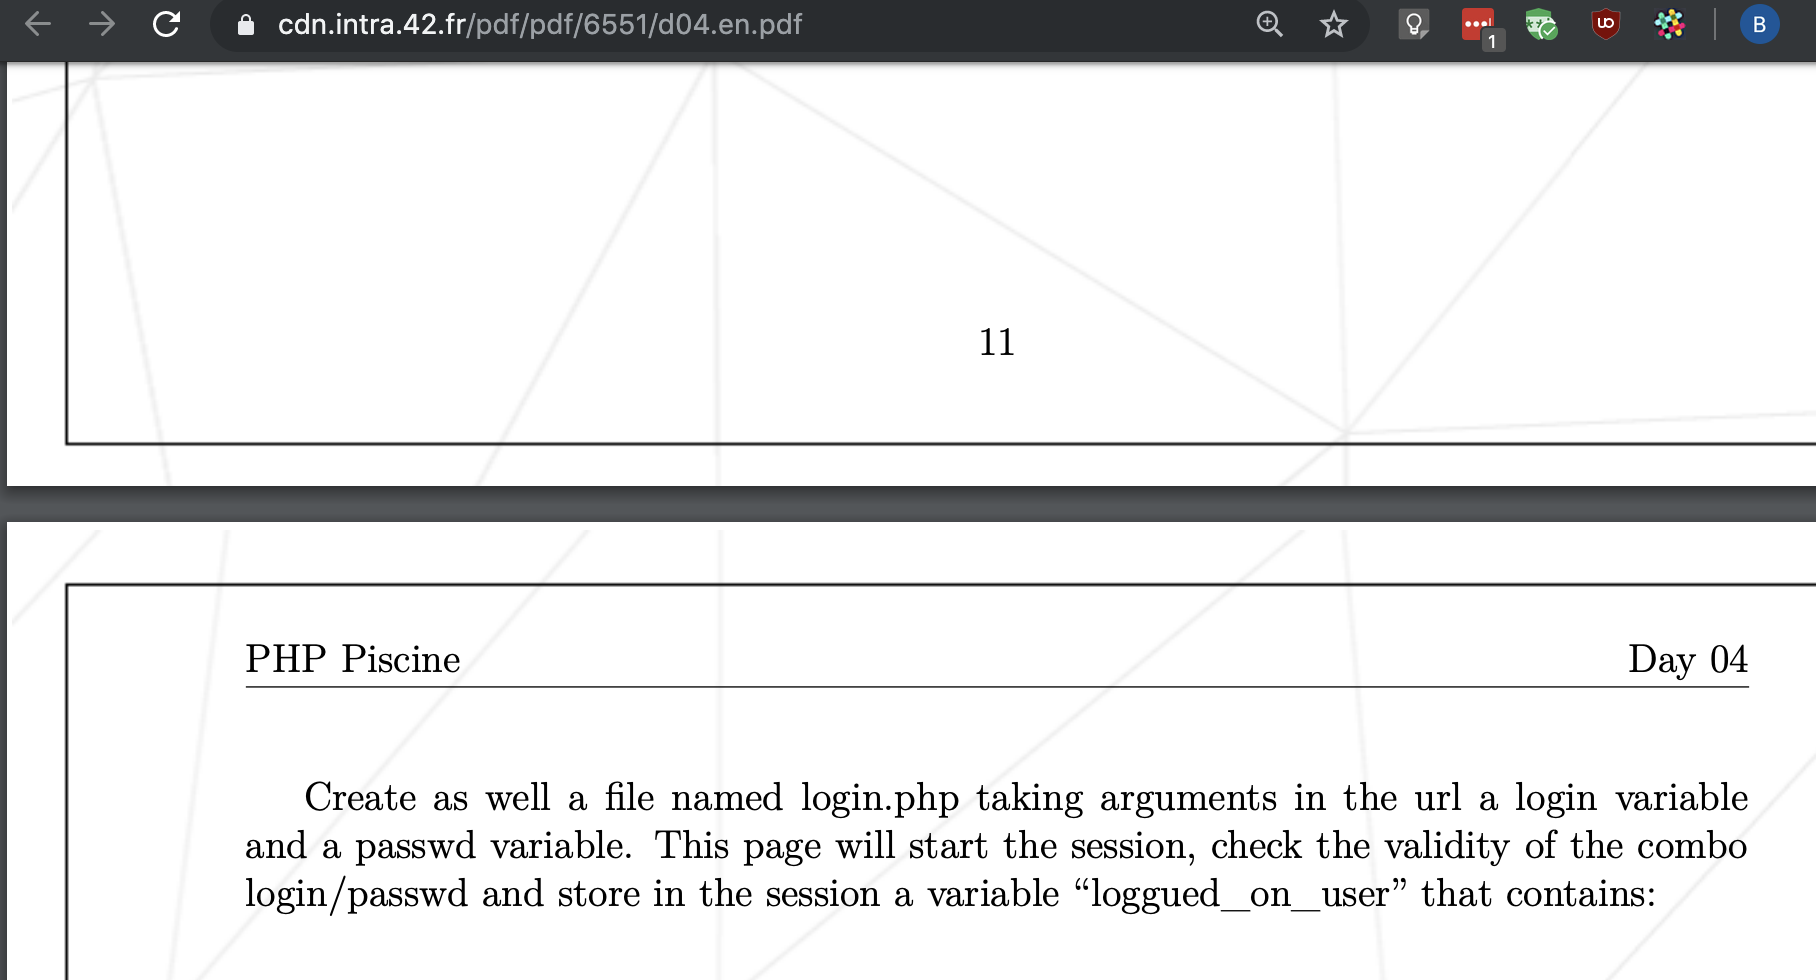 cdn.intra.42.fr/pdf/pdf/6551/d04.en.pdf
1
UO
B
11
PHP Piscine
Day 04
Create as well a file named login.php taking arguments in the url a login variable
and a passwd variable. This page will start the session, check the validity of the combo
login/passwd and store in the session a variable “loggued_on_user” that contains: